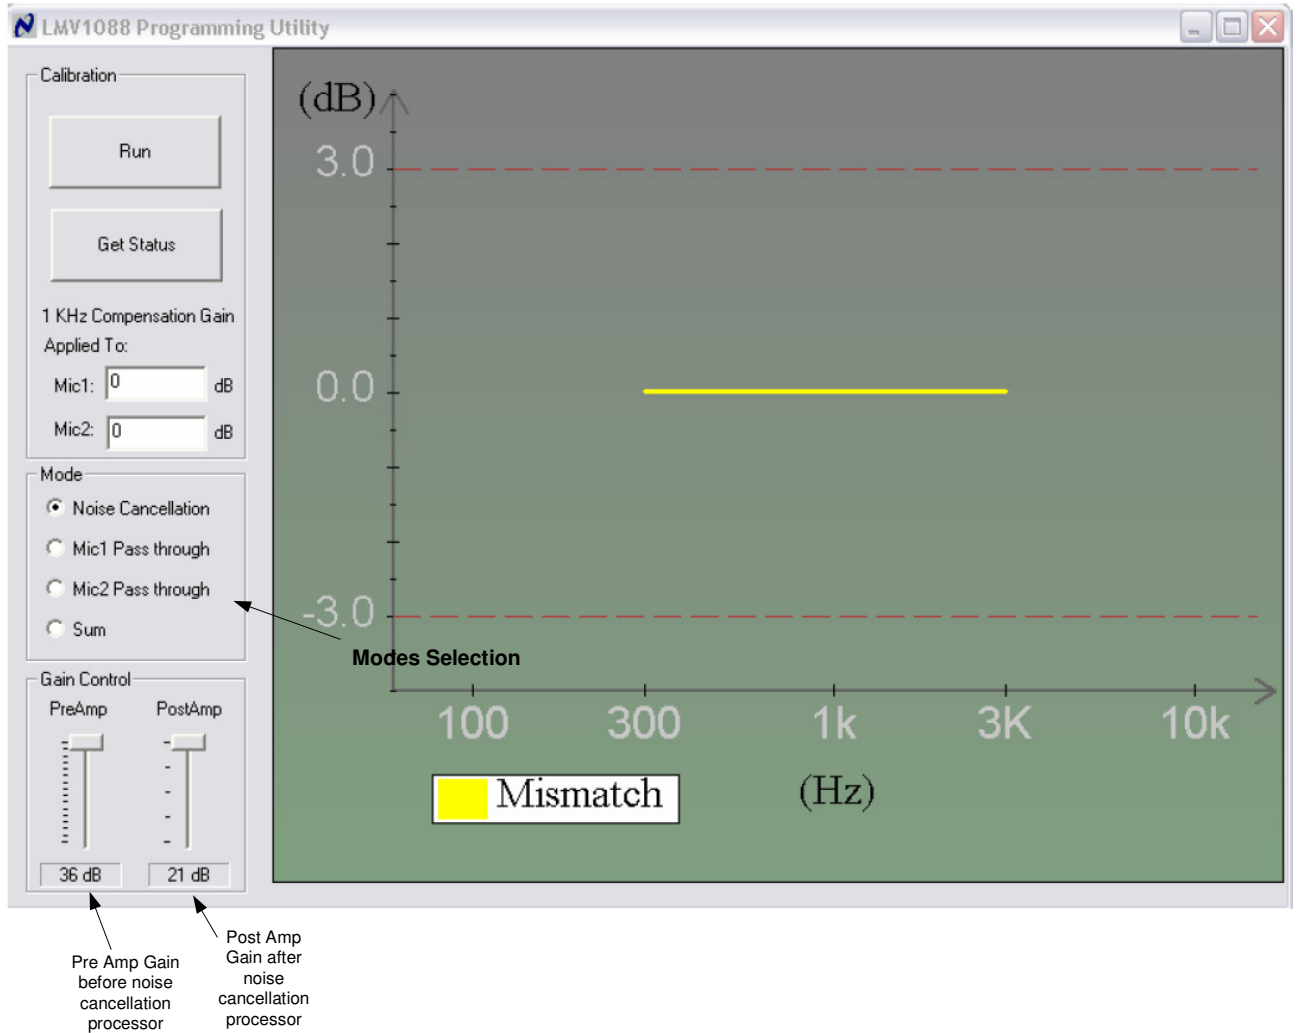 LMV1088 Programming Utility
Calibration
Run
Get Status
1 KHz Compensation Gain
Applied To:
Mic1: 0 dB
Mic2: 0 dB
Mode
Noise Cancellation
Mic1 Pass through
Mic2 Pass through
Sum
Modes Selection
Gain Control
PreAmp PostAmp
36 dB 21 dB
(dB)
3.0
0.0
-3.0
100 300 1k 3K 10k
Mismatch (Hz)
Pre Amp Gain
before noise
cancellation
processor
Post Amp
Gain after
noise
cancellation
processor